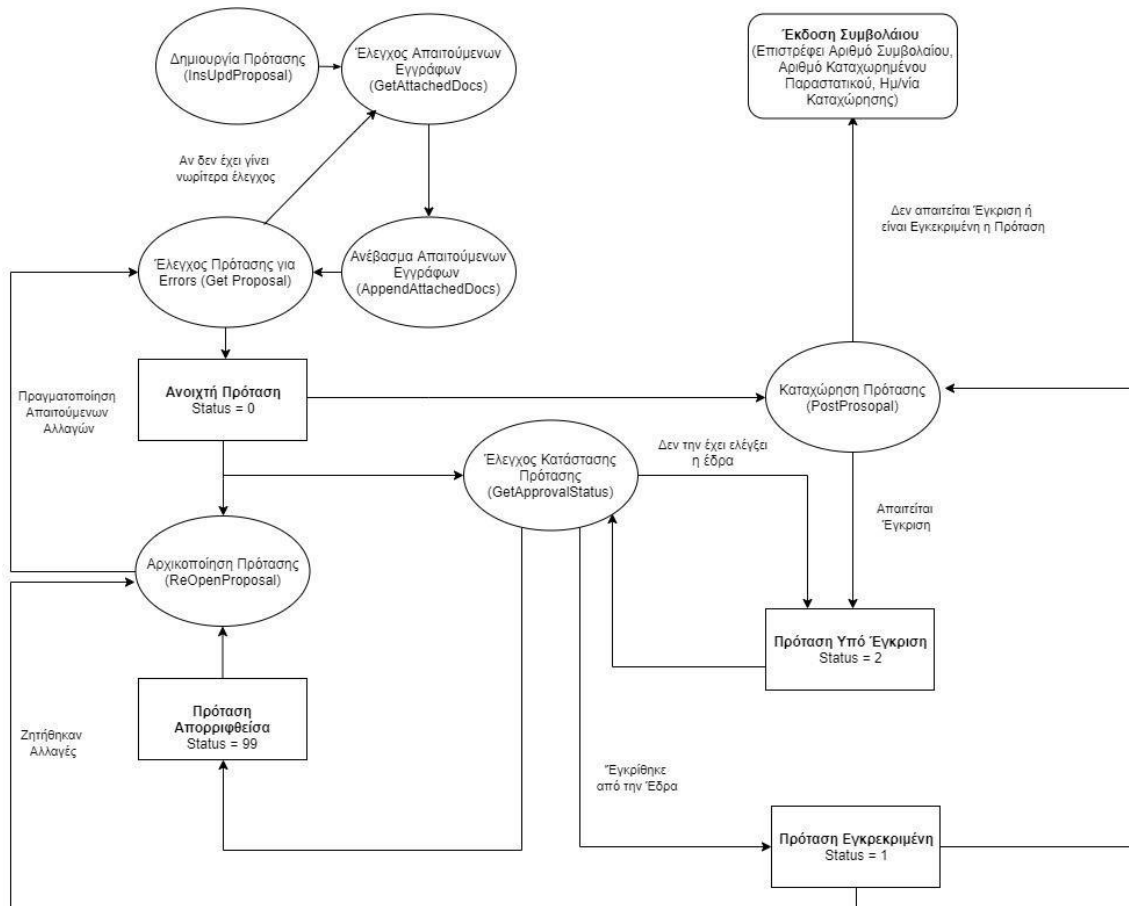 Δημιουργία Πρότασης
(InsUpdProposal)
Έλεγχος Απαιτούμενων
Εγγράφων
(GetAttachedDocs)
Έκδοση Συμβολάιου
(Επιστρέφει Αριθμό Συμβολαίου,
Αριθμό Καταχωρημένου
Παραστατικού, Ημ/νία
Καταχώρησης)
Αν δεν έχει γίνει
νωρίτερα έλεγχος
Δεν απαιτείται Έγκριση ή
είναι Εγκεκριμένη η Πρόταση
Έλεγχος Πρότασης για
Errors (Get Proposal)
Ανέβασμα Απαιτούμενων
Εγγράφων
(AppendAttachedDocs)
Πραγματοποίηση
Απαιτούμενων
Αλλαγών
Ανοιχτή Πρόταση
Status = 0
Καταχώρηση Πρότασης
(PostProsopal)
Έλεγχος Κατάστασης
Πρότασης
(GetApprovalStatus)
Δεν την έχει ελέγξει
η έδρα
Απαιτείται
Έγκριση
Αρχικοποίηση Πρότασης
(ReOpenProposal)
Πρόταση Υπό Έγκριση
Status = 2
Πρόταση
Απορριφθείσα
Status = 99
Ζητήθηκαν
Αλλαγές
Έγκρίθηκε
από την Έδρα
Πρόταση Εγκρεκριμένη
Status = 1